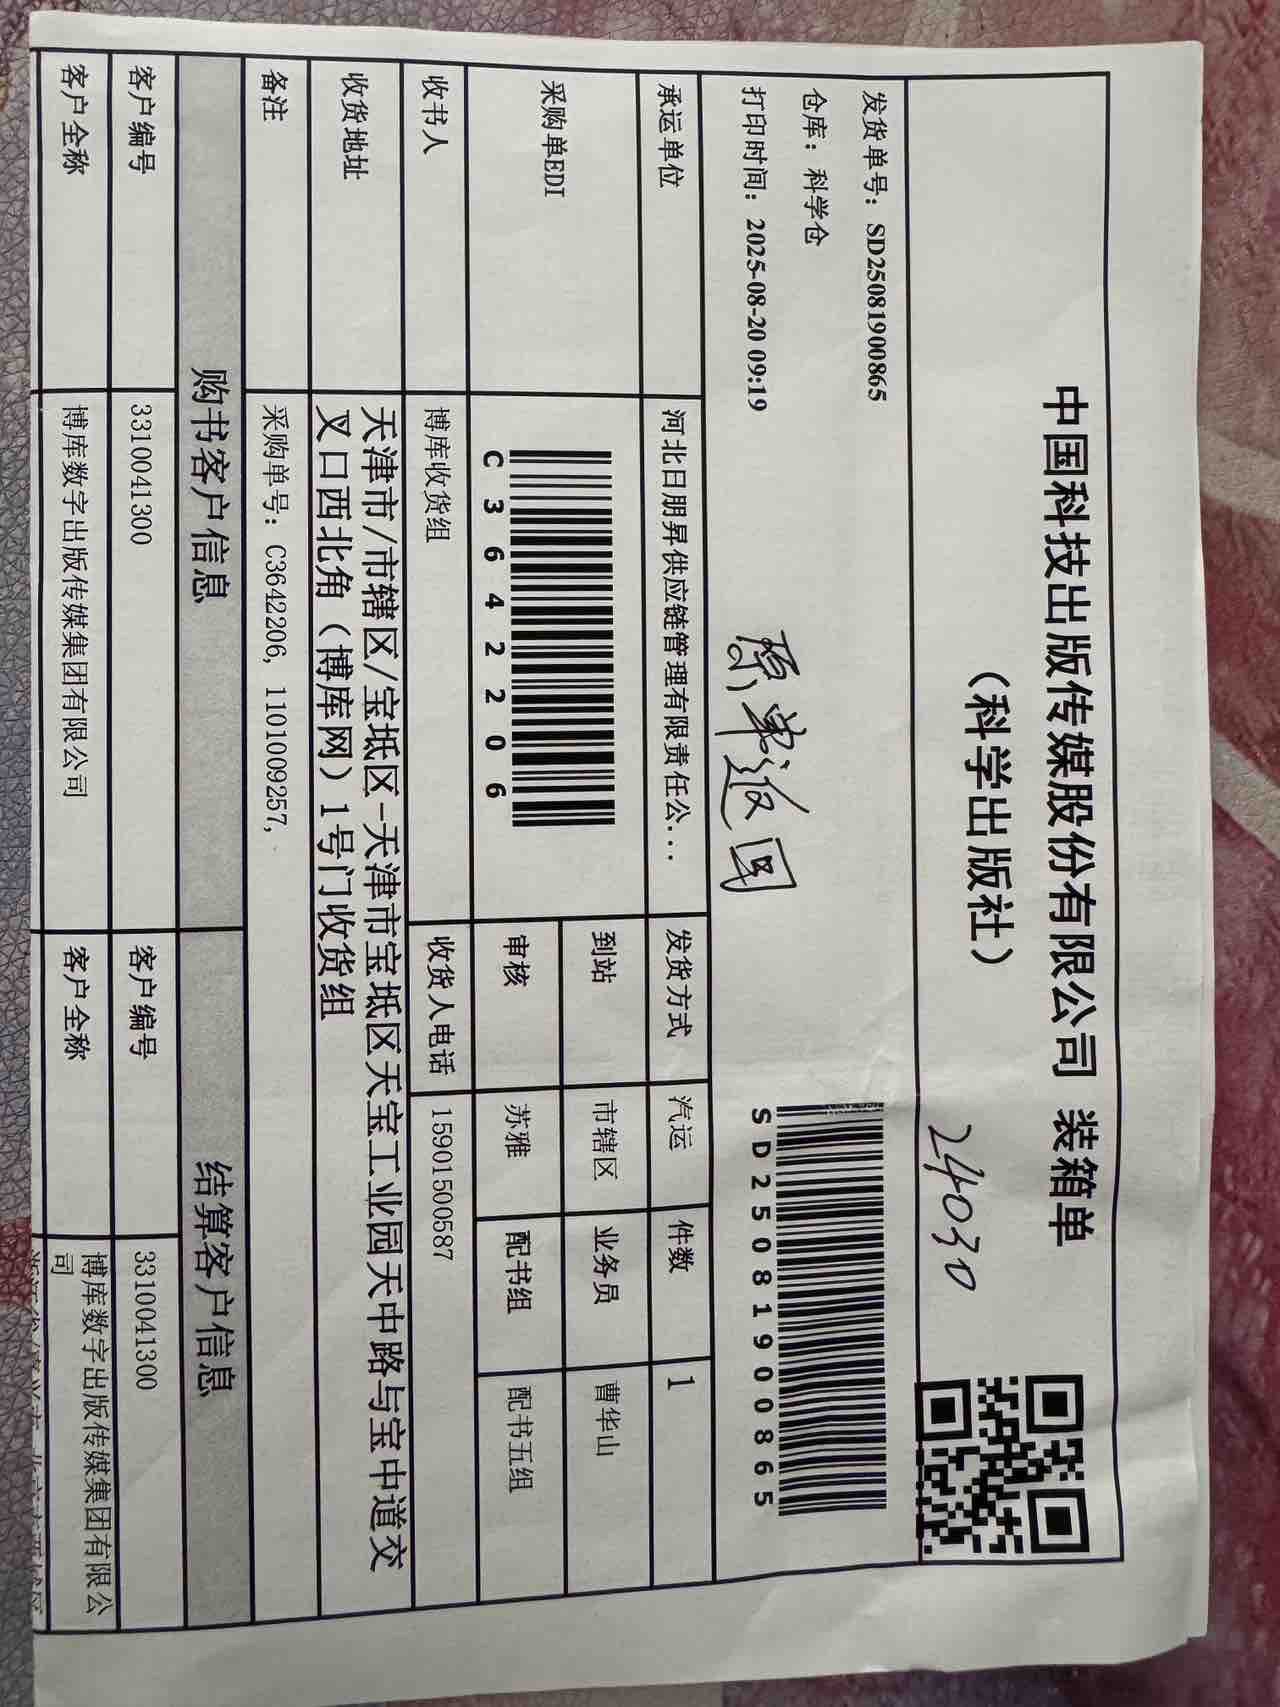 中国科技出版传媒股份有限公司 装箱单
（科学出版社）
24030
发货单号：SD25081900865
仓库：科学仓
打印时间：2025-08-20 09:19
原单返回
SD25081900865
承运单位 河北日朋昇供应链管理有限责任公... 发货方式 汽运 件数 1
采购单EDI C3642206 到站 市辖区 业务员 曹华山
审核 苏雅 配书组 配书五组
收书人 博库收货组 收货人电话 15901500587
收货地址 天津市/市辖区/宝坻区-天津市宝坻区天宝工业园天中路与宝中道交
叉口西北角（博库网）1号门收货组
备注 采购单号：C3642206, 1101009257,
购书客户信息 结算客户信息
客户编号 3310041300 客户编号 3310041300
客户全称 博库数字出版传媒集团有限公司 客户全称 博库数字出版传媒集团有限公
司